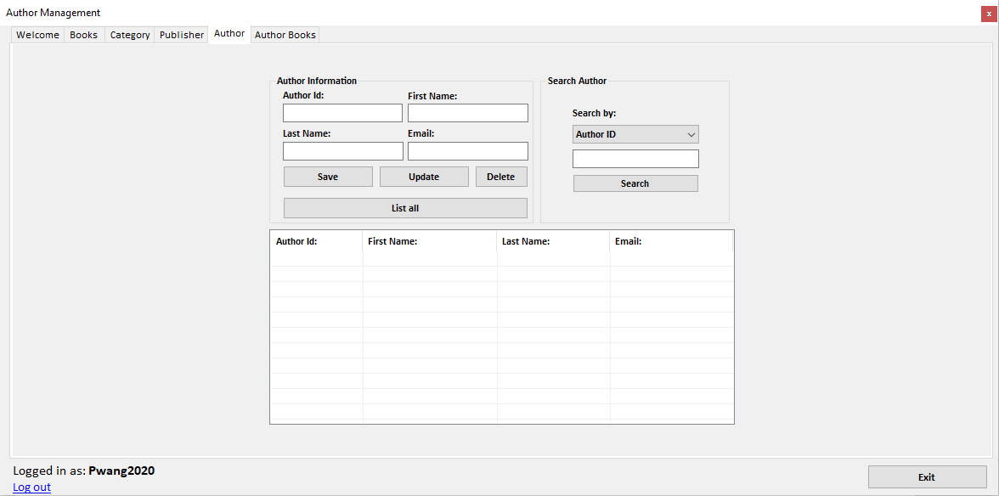 Author Management
x
Welcome Books Category Publisher Author Author Books
Author Information
Author Id: First Name:
Last Name: Email:
Save Update Delete
List all
Search Author
Search by:
Author ID
Search
Author Id: First Name: Last Name: Email:
Logged in as: Pwang2020
Log out
Exit